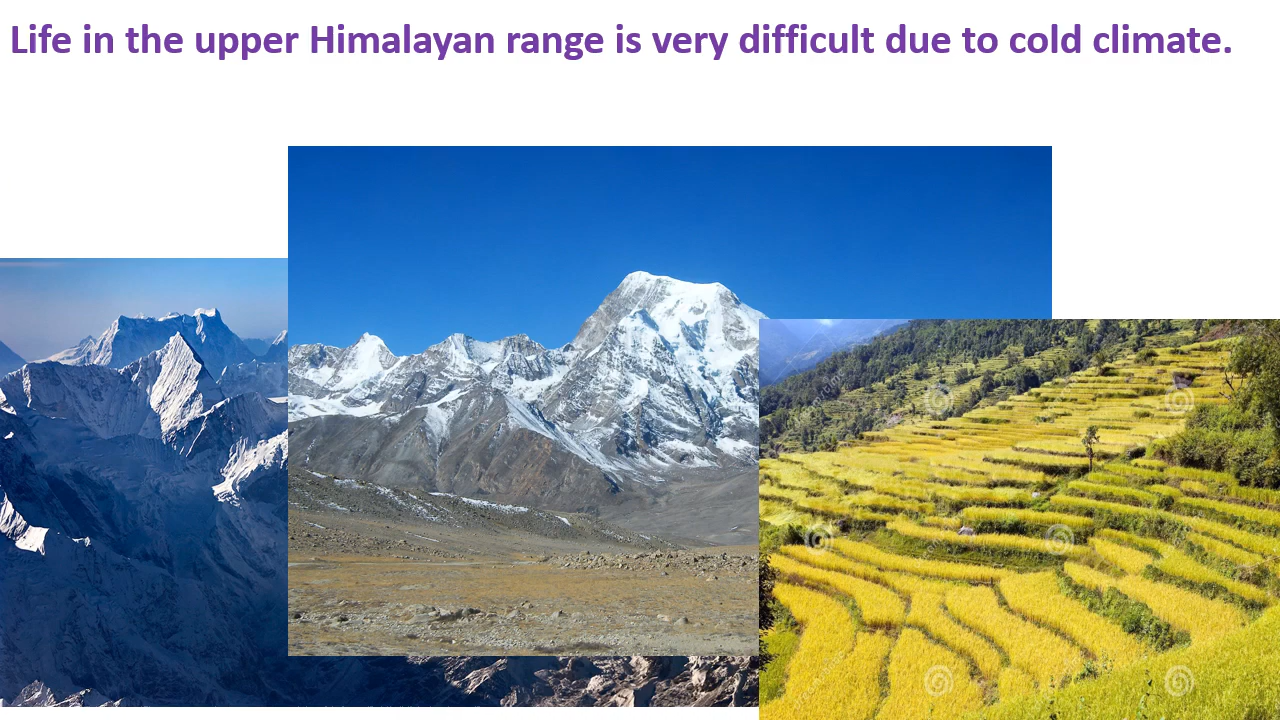 Life in the upper Himalayan range is very difficult due to cold climate.